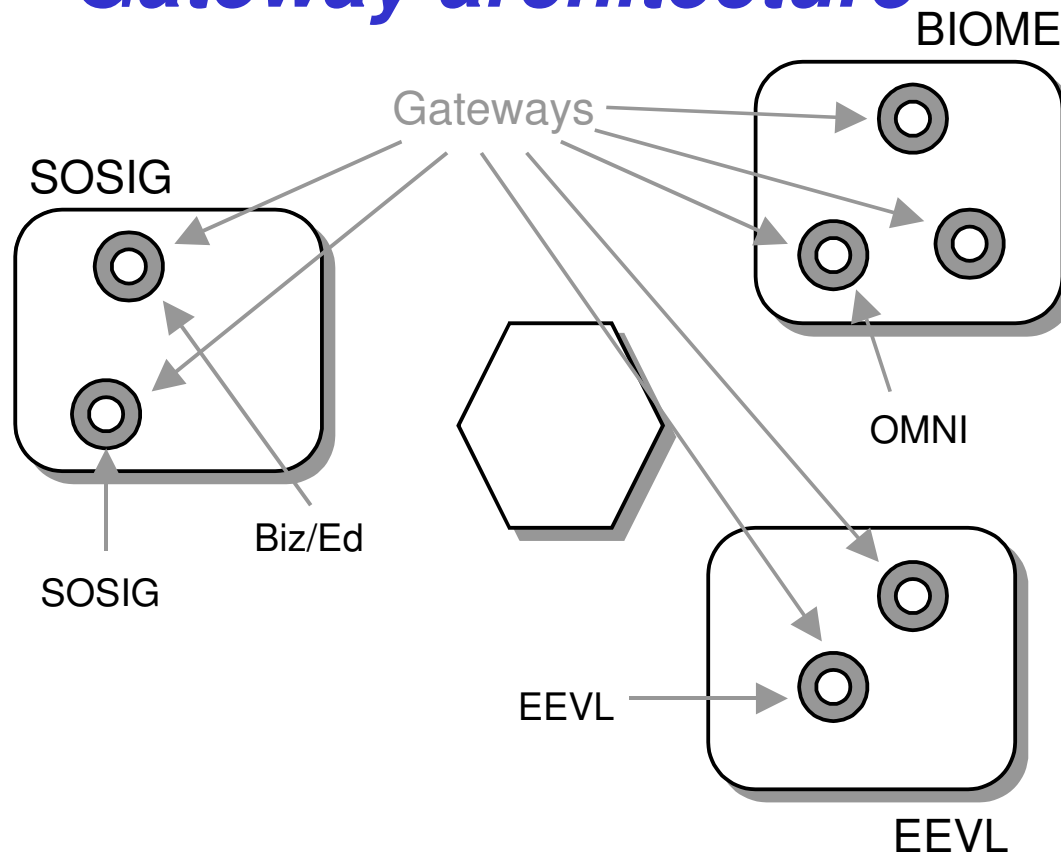 Gateway architecture
BIOME
Gateways
SOSIG
OMNI
Biz/Ed
SOSIG
EEVL
EEVL